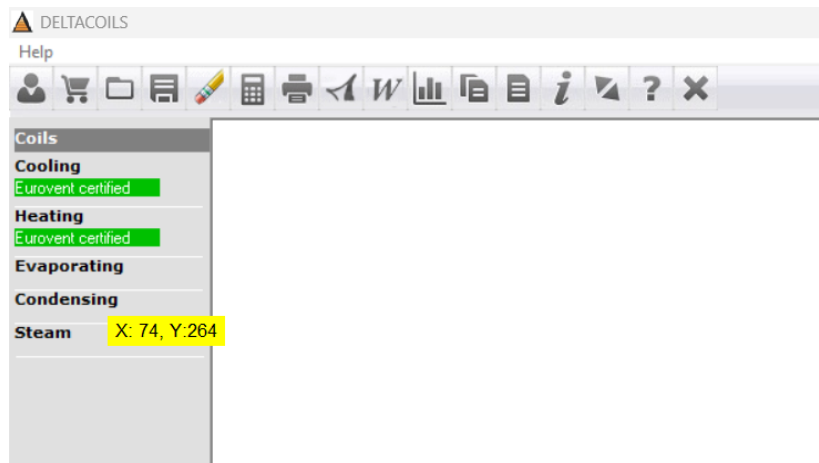 DELTACOILS
Help
W i ?
Coils
Cooling
Eurovent certified
Heating
Eurovent certified
Evaporating
Condensing
Steam
X: 74, Y:264